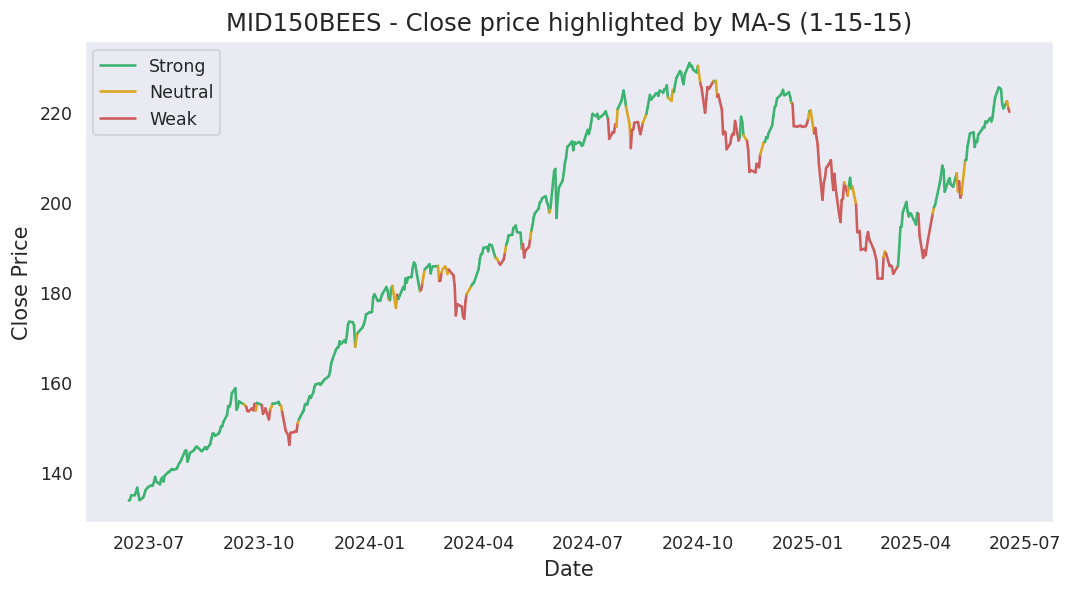 MID150BEES - Close price highlighted by MA-S (1-15-15)
Strong
Neutral
Weak
Close Price
220
200
180
160
140
2023-07 2023-10 2024-01 2024-04 2024-07 2024-10 2025-01 2025-04 2025-07
Date